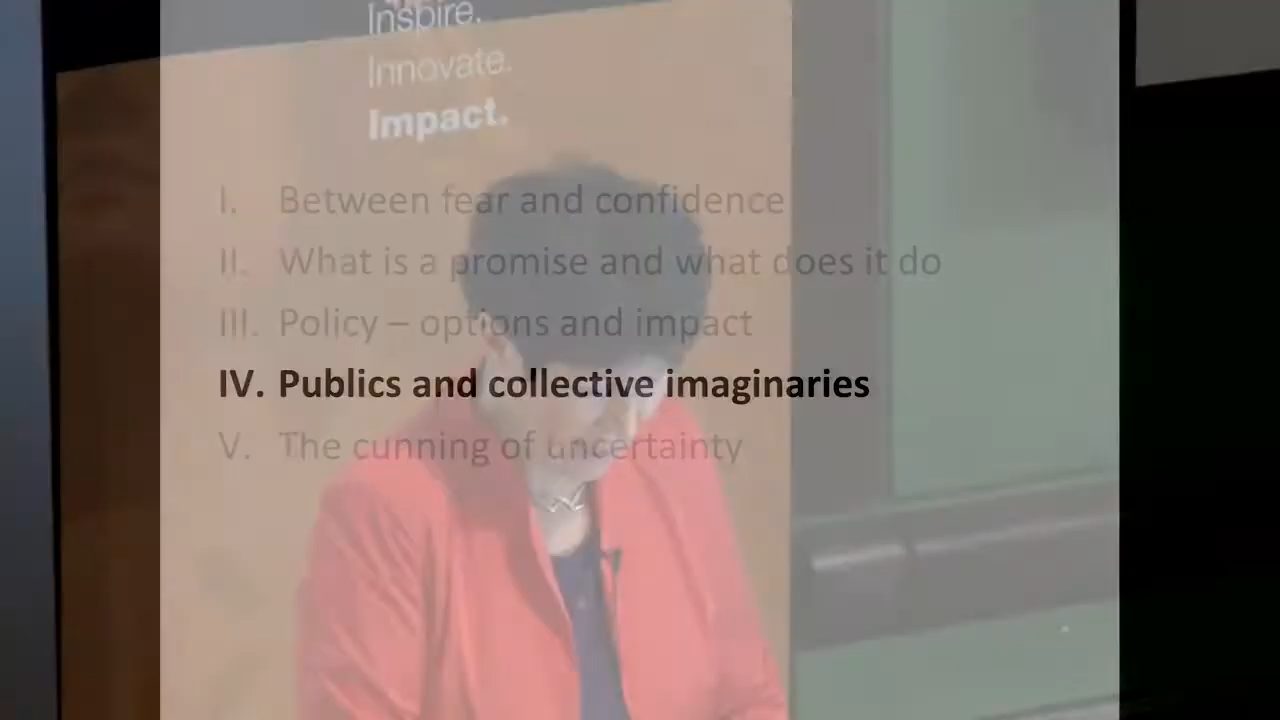 Inspire.
Innovate.
Impact.
I. Between fear and confidence
II. What is a promise and what does it do
III. Policy – options and impact
IV. Publics and collective imaginaries
V. The cunning of uncertainty